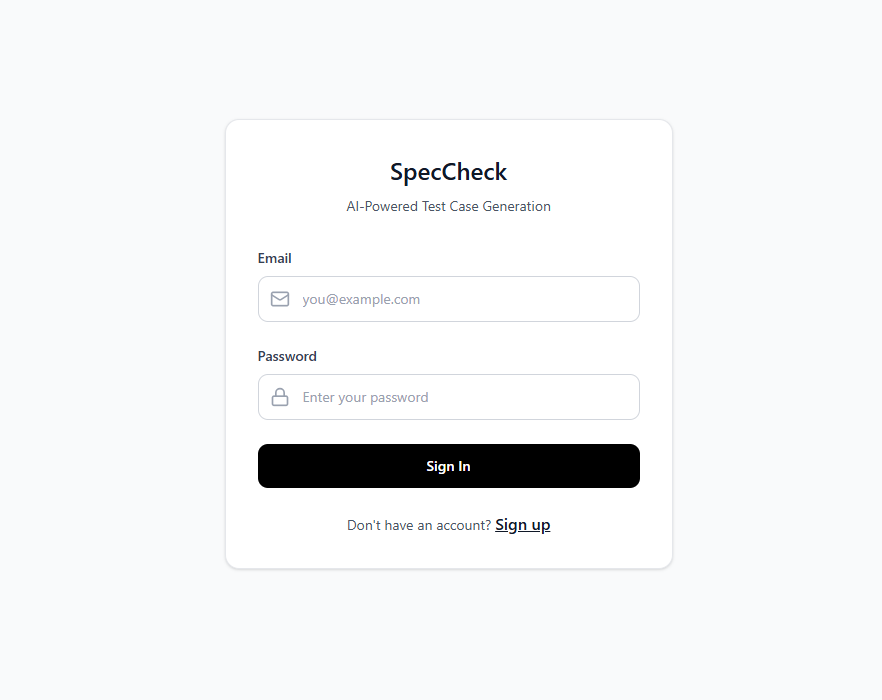 SpecCheck
AI-Powered Test Case Generation
Email
you@example.com
Password
Enter your password
Sign In
Don't have an account? Sign up